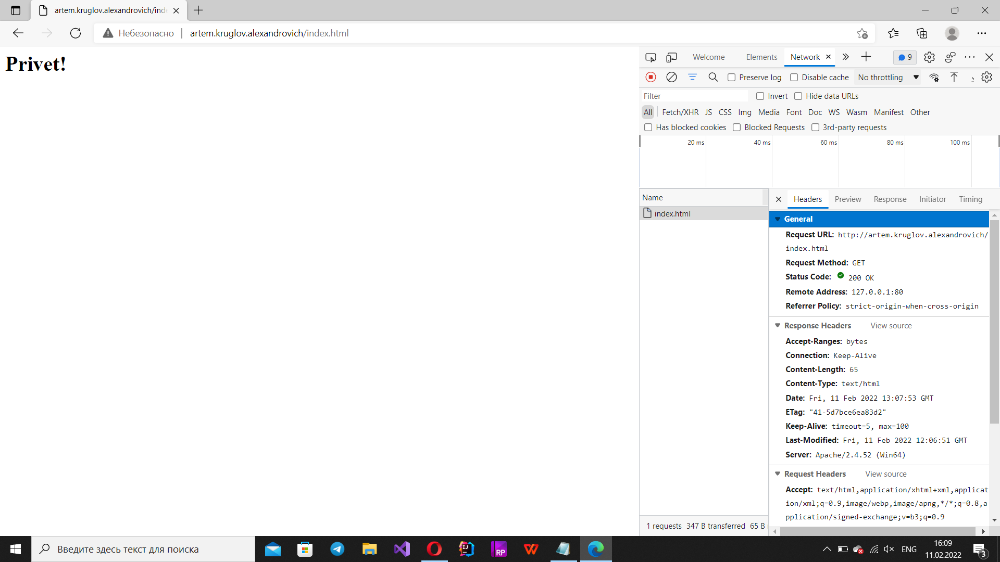 artem.kruglov.alexandrovich/ind
Небезопасно artem.kruglov.alexandrovich/index.html
Privet!
Welcome Elements Network 9
Preserve log Disable cache No throttling
Filter Invert Hide data URLs
All Fetch/XHR JS CSS Img Media Font Doc WS Wasm Manifest Other
Has blocked cookies Blocked Requests 3rd-party requests
20 ms 40 ms 60 ms 80 ms 100 ms
Name
index.html
Headers Preview Response Initiator Timing
General
Request URL: http://artem.kruglov.alexandrovich/
index.html
Request Method: GET
Status Code: 200 OK
Remote Address: 127.0.0.1:80
Referrer Policy: strict-origin-when-cross-origin
Response Headers View source
Accept-Ranges: bytes
Connection: Keep-Alive
Content-Length: 65
Content-Type: text/html
Date: Fri, 11 Feb 2022 13:07:53 GMT
ETag: "41-5d7bce6ea83d2"
Keep-Alive: timeout=5, max=100
Last-Modified: Fri, 11 Feb 2022 12:06:51 GMT
Server: Apache/2.4.52 (Win64)
Request Headers View source
Accept: text/html,application/xhtml+xml,applicat
ion/xml;q=0.9,image/webp,image/apng,*/*;q=0.8,a
pplication/signed-exchange;v=b3;q=0.9
1 requests 347 B transferred 65 B
Введите здесь текст для поиска
IJ
RP
W
ENG
16:09
11.02.2022
3